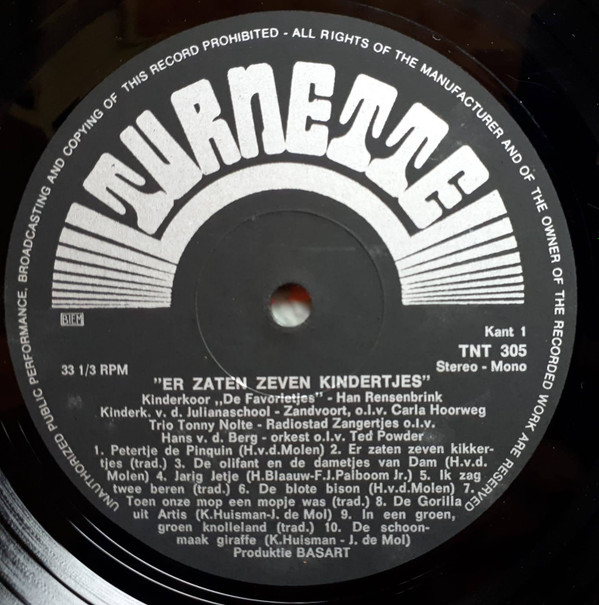 UNAUTHORIZED PUBLIC PERFORMANCE, BROADCASTING AND COPYING OF THIS RECORD PROHIBITED - ALL RIGHTS OF THE MANUFACTURER AND OF THE OWNER OF THE RECORDED WORK ARE RESERVED
TURNETTE
BIEM
Kant 1
TNT 305
33 1/3 RPM
Stereo - Mono
"ER ZATEN ZEVEN KINDERTJES"
Kinderkoor ,,De Favorietjes" - Han Rensenbrink
Kinderk. v. d. Julianaschool - Zandvoort, o.l.v. Carla Hoorweg
Trio Tonny Nolte - Radiostad Zangertjes o.l.v.
Hans v. d. Berg - orkest o.l.v. Ted Powder
1. Petertje de Pinquin (H.v.d.Molen) 2. Er zaten zeven kikker-
tjes (trad.) 3. De olifant en de dametjes van Dam (H.v.d.
Molen) 4. Jarig Jetje (H.Blaauw-F.J.Palboom Jr.) 5. Ik zag
twee beren (trad.) 6. De blote bison (H.v.d.Molen) 7.
Toen onze mop een mopje was (trad.) 8. De Gorilla
uit Artis (K.Huisman-J. de Mol) 9. In een groen,
groen knolleland (trad.) 10. De schoon-
maak giraffe (K.Huisman - J. de Mol)
Produktie BASART